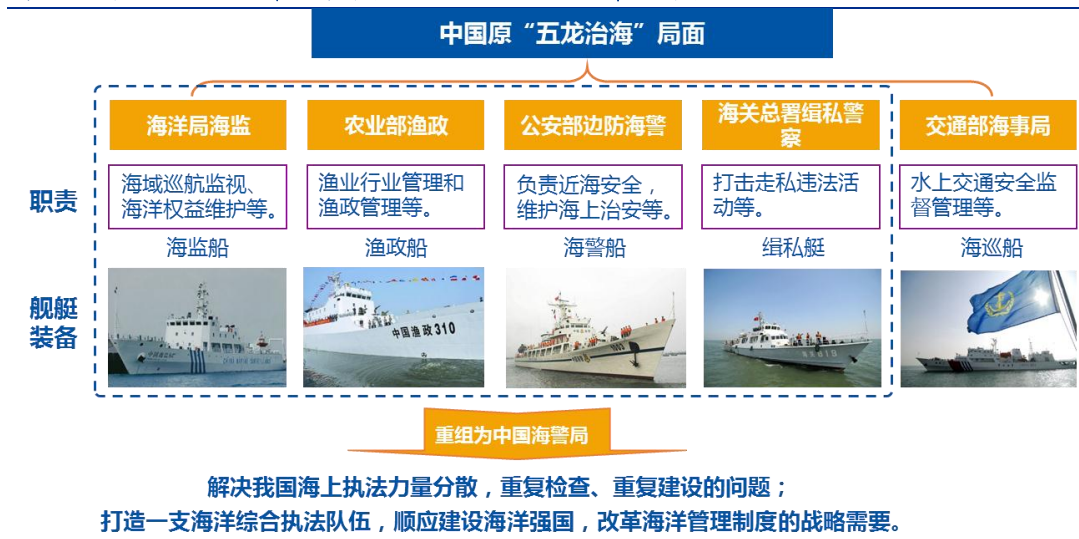 中国原“五龙治海”局面
海洋局海监
农业部渔政
公安部边防海警
海关总署缉私警
察
交通部海事局
职责
海域巡航监视、
海洋权益维护等。
渔业行业管理和
渔政管理等。
负责近海安全，
维护海上治安等。
打击走私违法活
动等。
水上交通安全监
督管理等。
海监船
渔政船
海警船
缉私艇
海巡船
舰艇
装备
中国渔政310
重组为中国海警局
解决我国海上执法力量分散，重复检查、重复建设的问题；
打造一支海洋综合执法队伍，顺应建设海洋强国，改革海洋管理制度的战略需要。